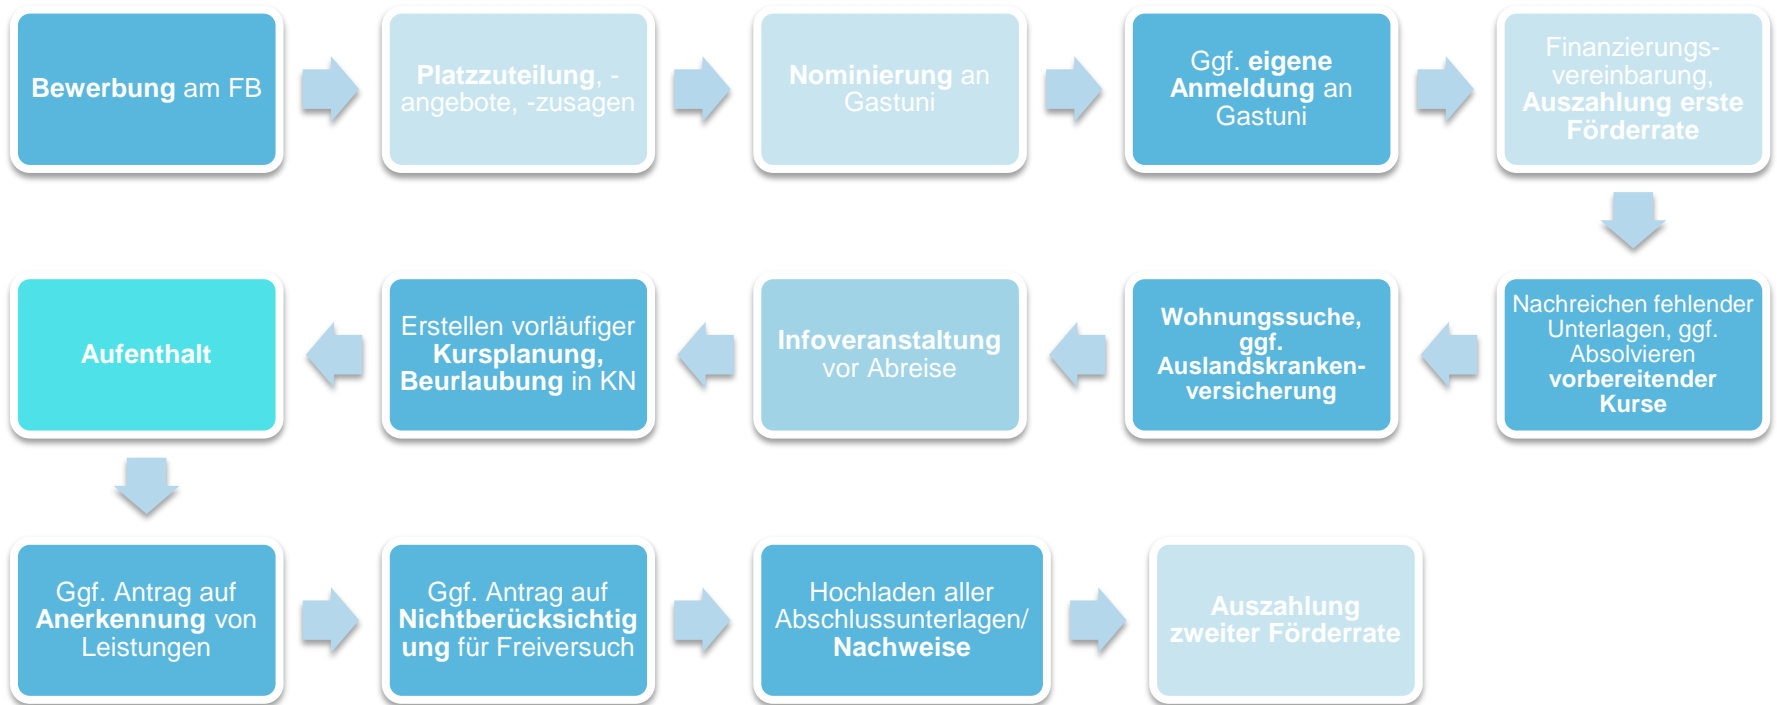 Bewerbung am FB
Platzzuteilung, -
angebote, -zusagen
Nominierung an
Gastuni
Ggf. eigene
Anmeldung an
Gastuni
Finanzierungs-
vereinbarung,
Auszahlung erste
Förderrate
Nachreichen fehlender
Unterlagen, ggf.
Absolvieren
vorbereitender
Kurse
Wohnungssuche,
ggf.
Auslandskranken-
versicherung
Infoveranstaltung
vor Abreise
Erstellen vorläufiger
Kursplanung,
Beurlaubung in KN
Aufenthalt
Ggf. Antrag auf
Anerkennung von
Leistungen
Ggf. Antrag auf
Nichtberücksichtig
ung für Freiversuch
Hochladen aller
Abschlussunterlagen/
Nachweise
Auszahlung
zweiter Förderrate